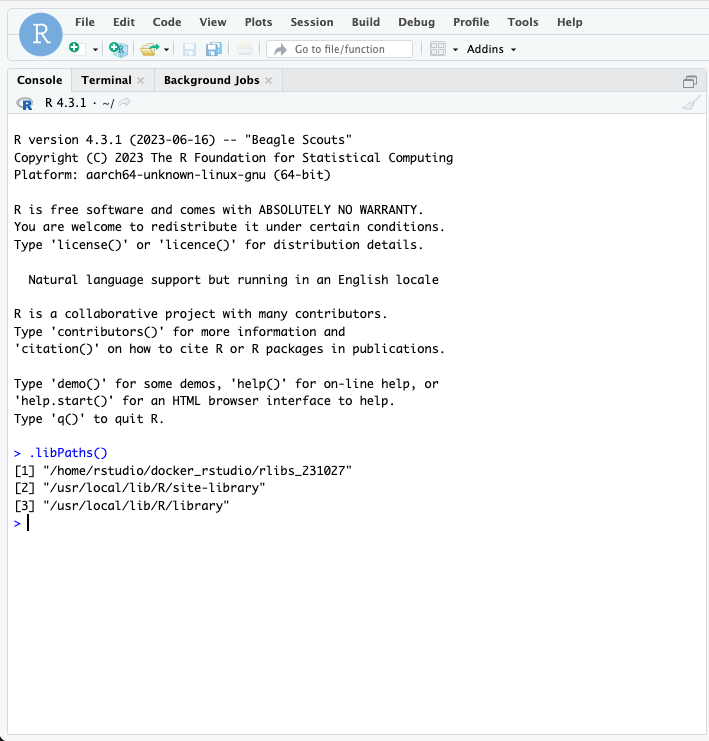 R
File Edit Code View Plots Session Build Debug Profile Tools Help
Go to file/function
Addins
Console Terminal Background Jobs
R 4.3.1 · ~/
R version 4.3.1 (2023-06-16) -- "Beagle Scouts"
Copyright (C) 2023 The R Foundation for Statistical Computing
Platform: aarch64-unknown-linux-gnu (64-bit)
R is free software and comes with ABSOLUTELY NO WARRANTY.
You are welcome to redistribute it under certain conditions.
Type 'license()' or 'licence()' for distribution details.
Natural language support but running in an English locale
R is a collaborative project with many contributors.
Type 'contributors()' for more information and
'citation()' on how to cite R or R packages in publications.
Type 'demo()' for some demos, 'help()' for on-line help, or
'help.start()' for an HTML browser interface to help.
Type 'q()' to quit R.
> .libPaths()
[1] "/home/rstudio/docker_rstudio/rlibs_231027"
[2] "/usr/local/lib/R/site-library"
[3] "/usr/local/lib/R/library"
>